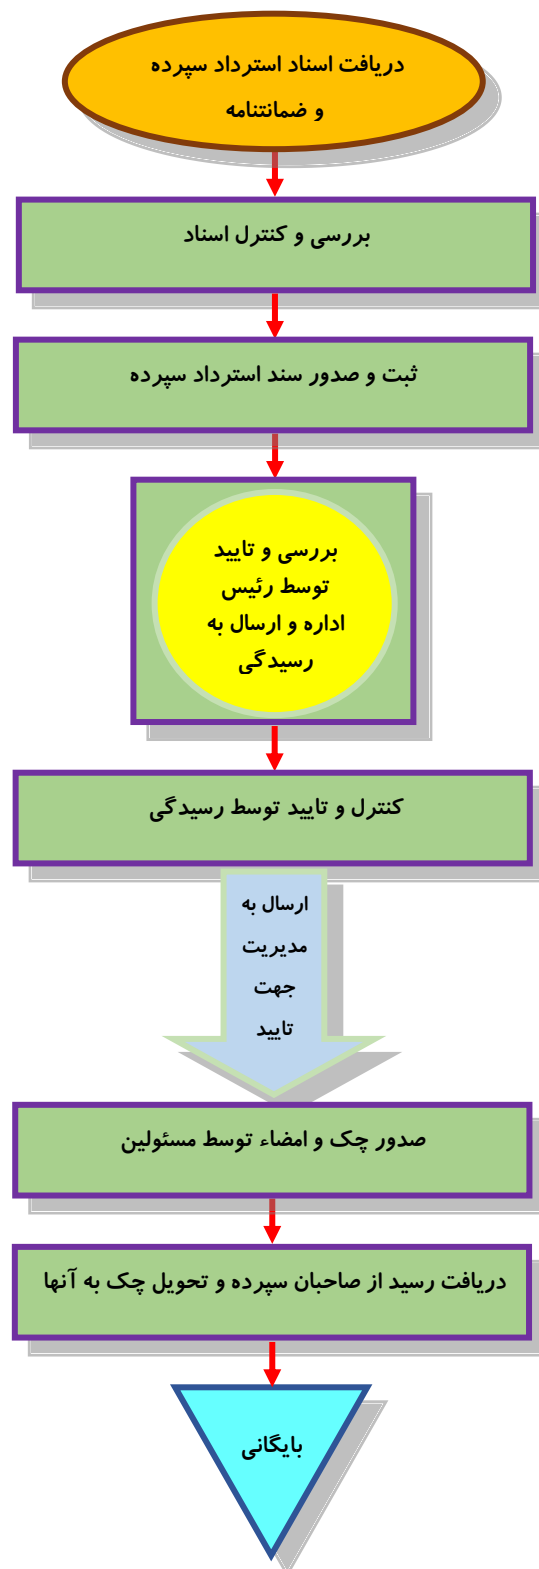 دریافت اسناد استرداد سپرده
و ضمانتنامه
بررسی و کنترل اسناد
ثبت و صدور سند استرداد سپرده
بررسی و تایید
توسط رئیس
اداره و ارسال به
رسیدگی
کنترل و تایید توسط رسیدگی
ارسال به
مدیریت
جهت
تایید
صدور چک و امضاء توسط مسئولین
دریافت رسید از صاحبان سپرده و تحویل چک به آنها
بایگانی